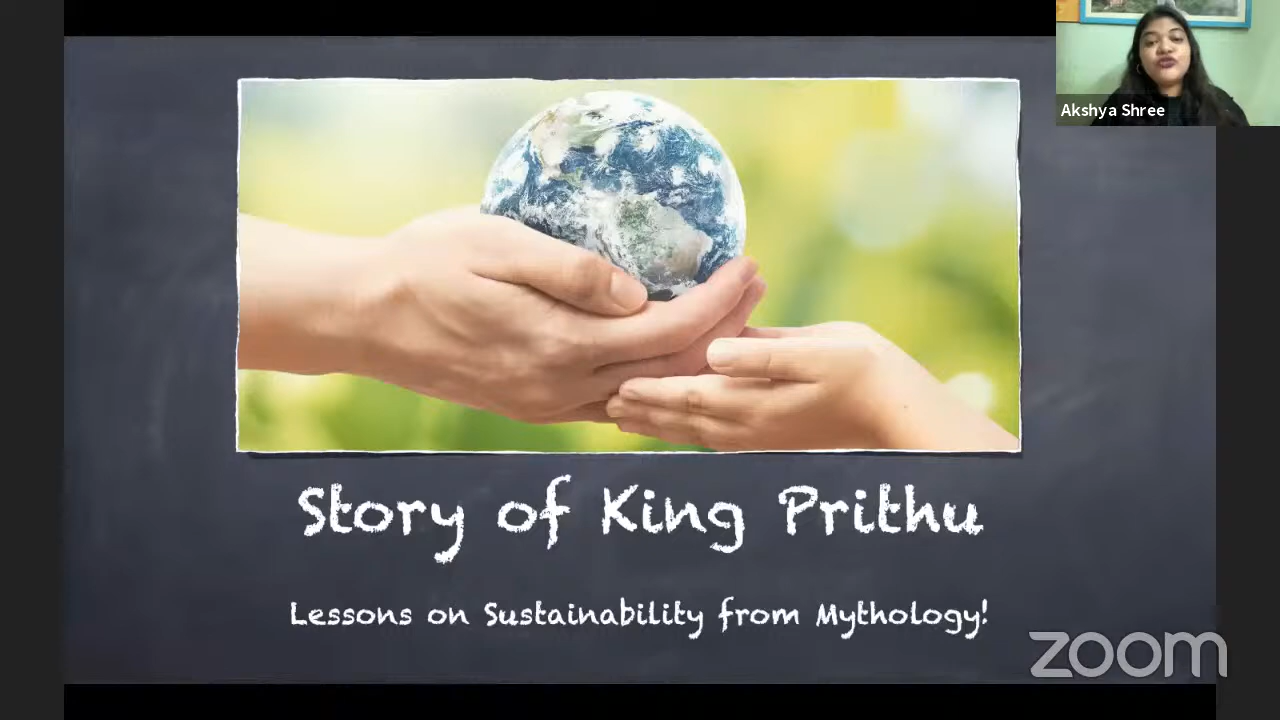 Akshya Shree
Story of King Prithu
Lessons on Sustainability from Mythology!
zoom